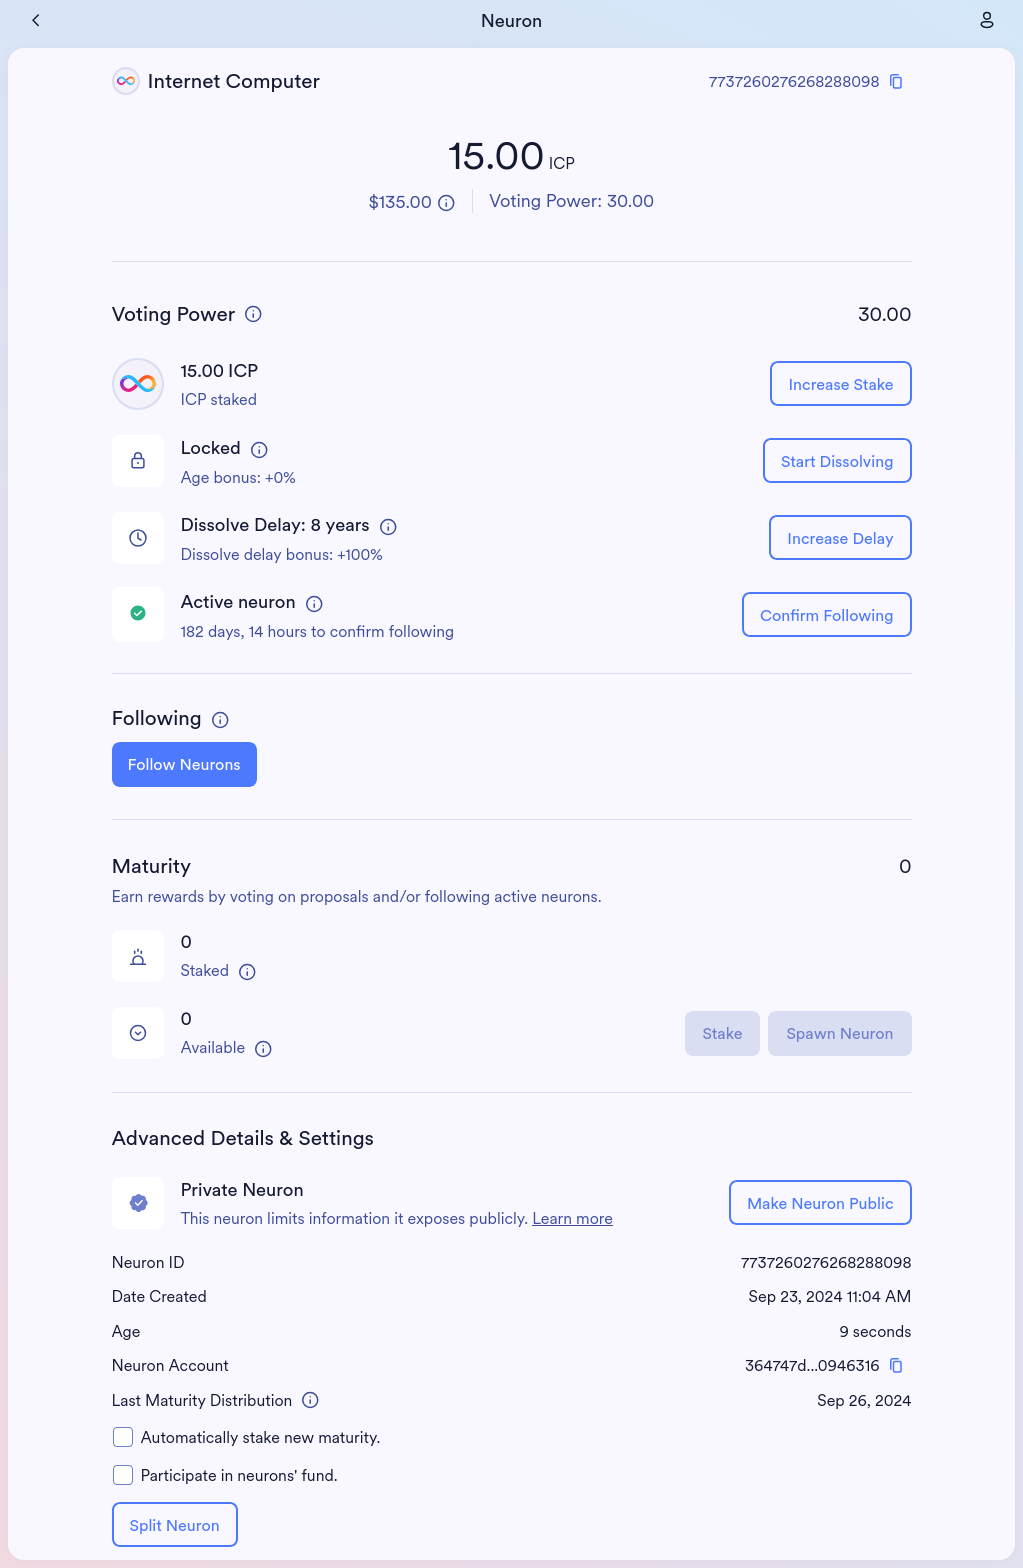 Neuron
Internet Computer
7737260276268288098
15.00 ICP
$135.00
Voting Power: 30.00
Voting Power
30.00
15.00 ICP
ICP staked
Increase Stake
Locked
Age bonus: +0%
Start Dissolving
Dissolve Delay: 8 years
Dissolve delay bonus: +100%
Increase Delay
Active neuron
182 days, 14 hours to confirm following
Confirm Following
Following
Follow Neurons
Maturity
0
Earn rewards by voting on proposals and/or following active neurons.
0
Staked
0
Available
Stake
Spawn Neuron
Advanced Details & Settings
Private Neuron
This neuron limits information it exposes publicly. Learn more
Make Neuron Public
Neuron ID
7737260276268288098
Date Created
Sep 23, 2024 11:04 AM
Age
9 seconds
Neuron Account
364747d...0946316
Last Maturity Distribution
Sep 26, 2024
Automatically stake new maturity.
Participate in neurons' fund.
Split Neuron